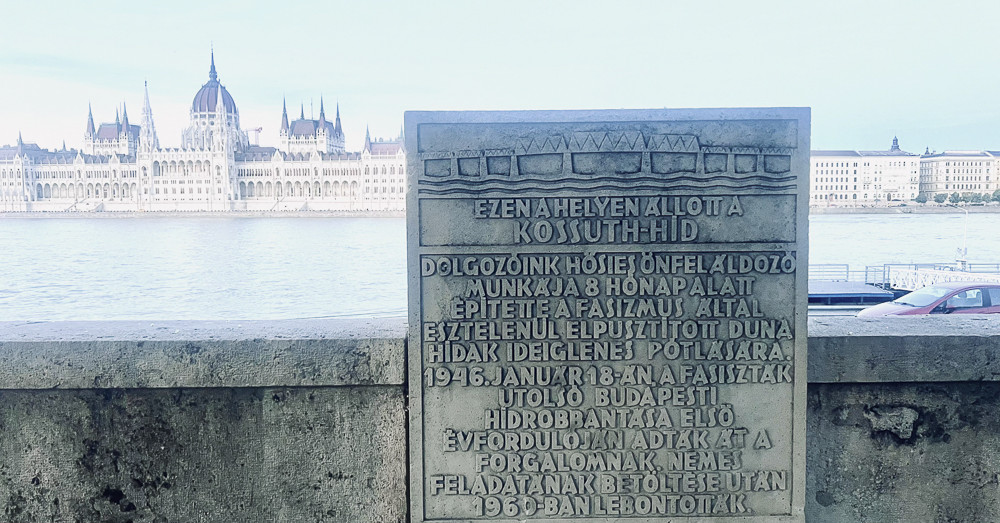 EZEN A HELYEN ÁLLOTT A
KOSSUTH-HÍD
DOLGOZÓINK HŐSIES ÖNFELÁLDOZÓ
MUNKÁJA 8 HÓNAP ALATT
ÉPÍTETTE A FASIZMUS ÁLTAL
ESZTELENÜL ELPUSZTÍTOTT DUNA
HIDAK IDEIGLENES PÓTLÁSÁRA.
1946. JANUÁR 18-ÁN A FASISZTÁK
UTOLSÓ BUDAPESTI
HÍDROBBANTÁSA ELSŐ
ÉVFORDULÓJÁN ADTÁK ÁT A
FORGALOMNAK. NEMES
FELADATÁNAK BETÖLTÉSE UTÁN
1960-BAN LEBONTOTTÁK.